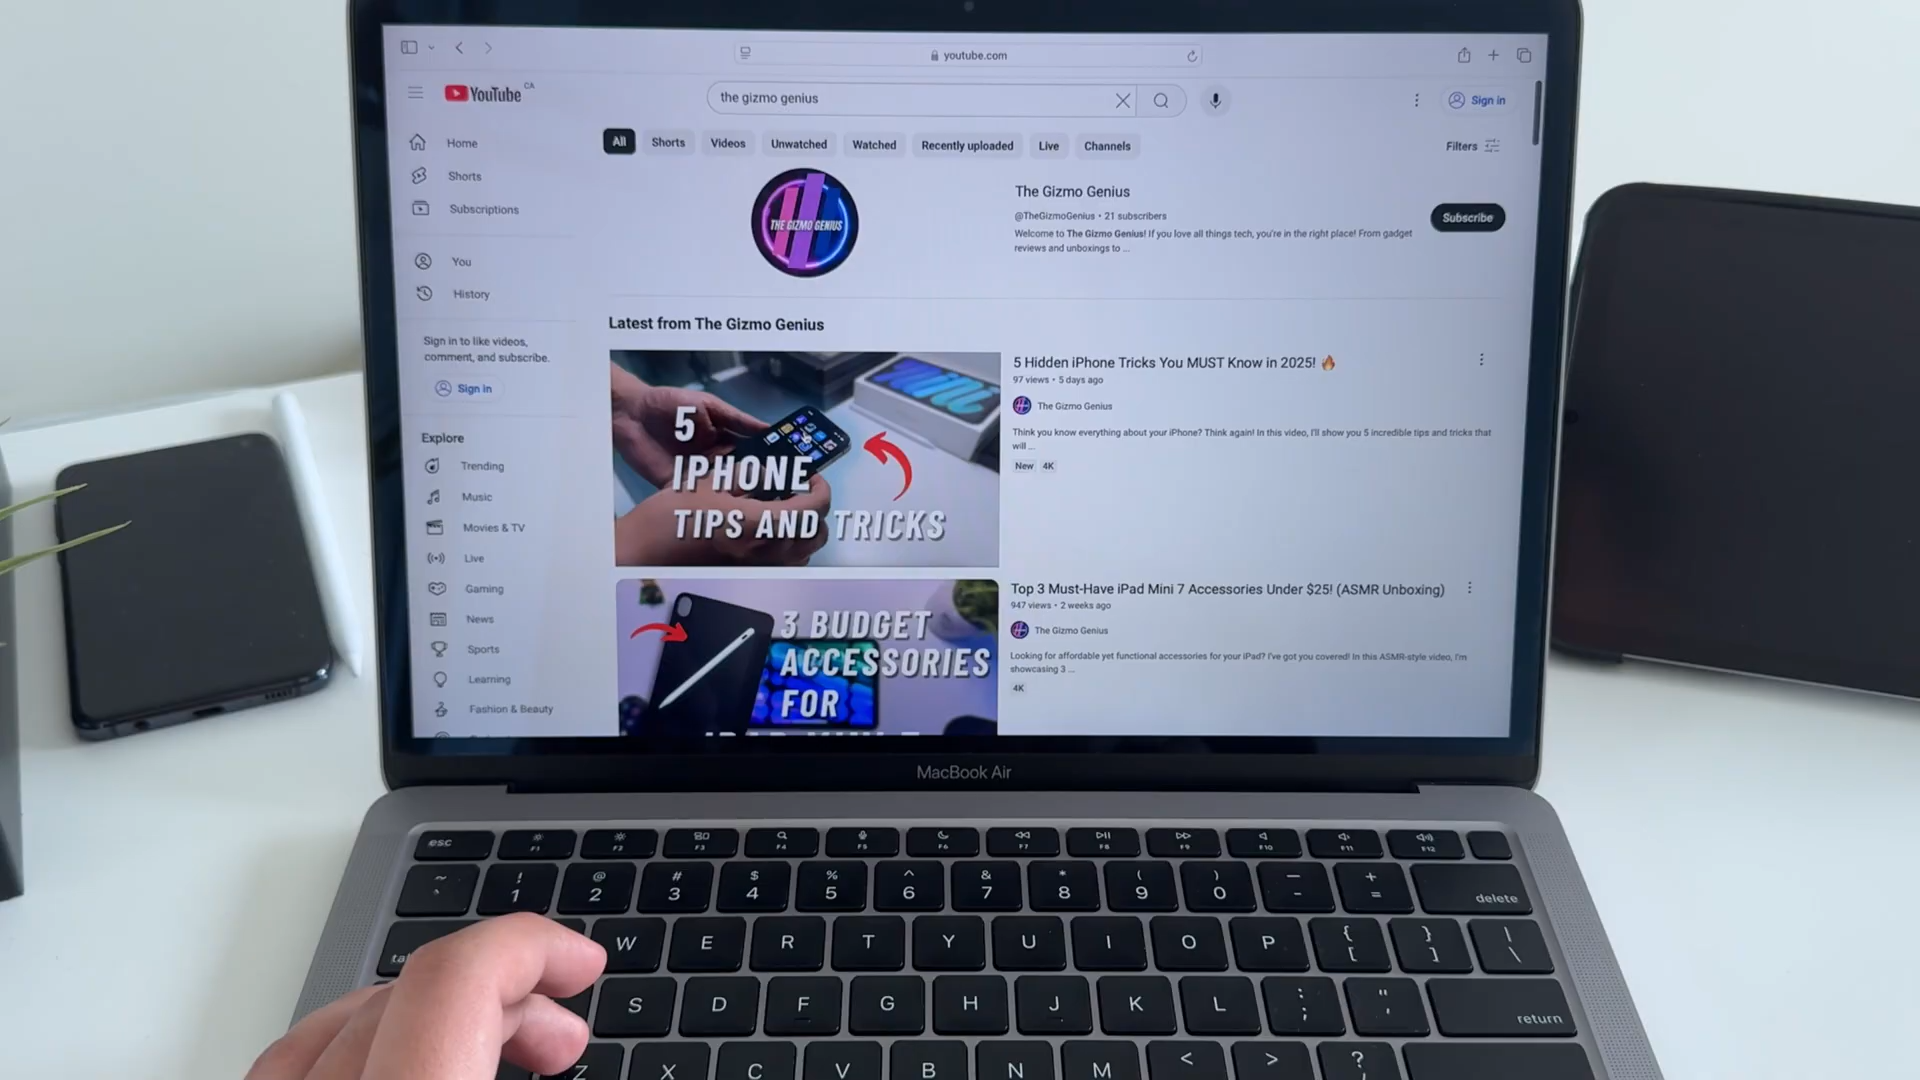 youtube.com
YouTube CA
the gizmo genius
Sign in
Home
Shorts
Subscriptions
You
History
Sign in to like videos,
comment, and subscribe.
Sign in
Explore
Trending
Music
Movies & TV
Live
Gaming
News
Sports
Learning
Fashion & Beauty
All
Shorts
Videos
Unwatched
Watched
Recently uploaded
Live
Channels
Filters
THE GIZMO GENIUS
The Gizmo Genius
@TheGizmoGenius • 21 subscribers
Welcome to The Gizmo Genius! If you love all things tech, you're in the right place! From gadget
reviews and unboxings to ...
Subscribe
Latest from The Gizmo Genius
5
IPHONE
TIPS AND TRICKS
5 Hidden iPhone Tricks You MUST Know in 2025! 🔥
97 views • 5 days ago
The Gizmo Genius
Think you know everything about your iPhone? Think again! In this video, I'll show you 5 incredible tips and tricks that
will ...
New 4K
3 BUDGET
ACCESSORIES
FOR
Top 3 Must-Have iPad Mini 7 Accessories Under $25! (ASMR Unboxing)
947 views • 2 weeks ago
The Gizmo Genius
Looking for affordable yet functional accessories for your iPad? I've got you covered! In this ASMR-style video, I'm
showcasing 3 ...
4K
MacBook Air
esc F1 F2 F3 F4 F5 F6 F7 F8 F9 F10 F11 F12
~ ! @ # $ % ^ & * ( ) — +
` 1 2 3 4 5 6 7 8 9 0 - = delete
W E R T Y U I O P { [ } ] | \
S D F G H J K L : ; " ' return
Z X C V B N M < > ?